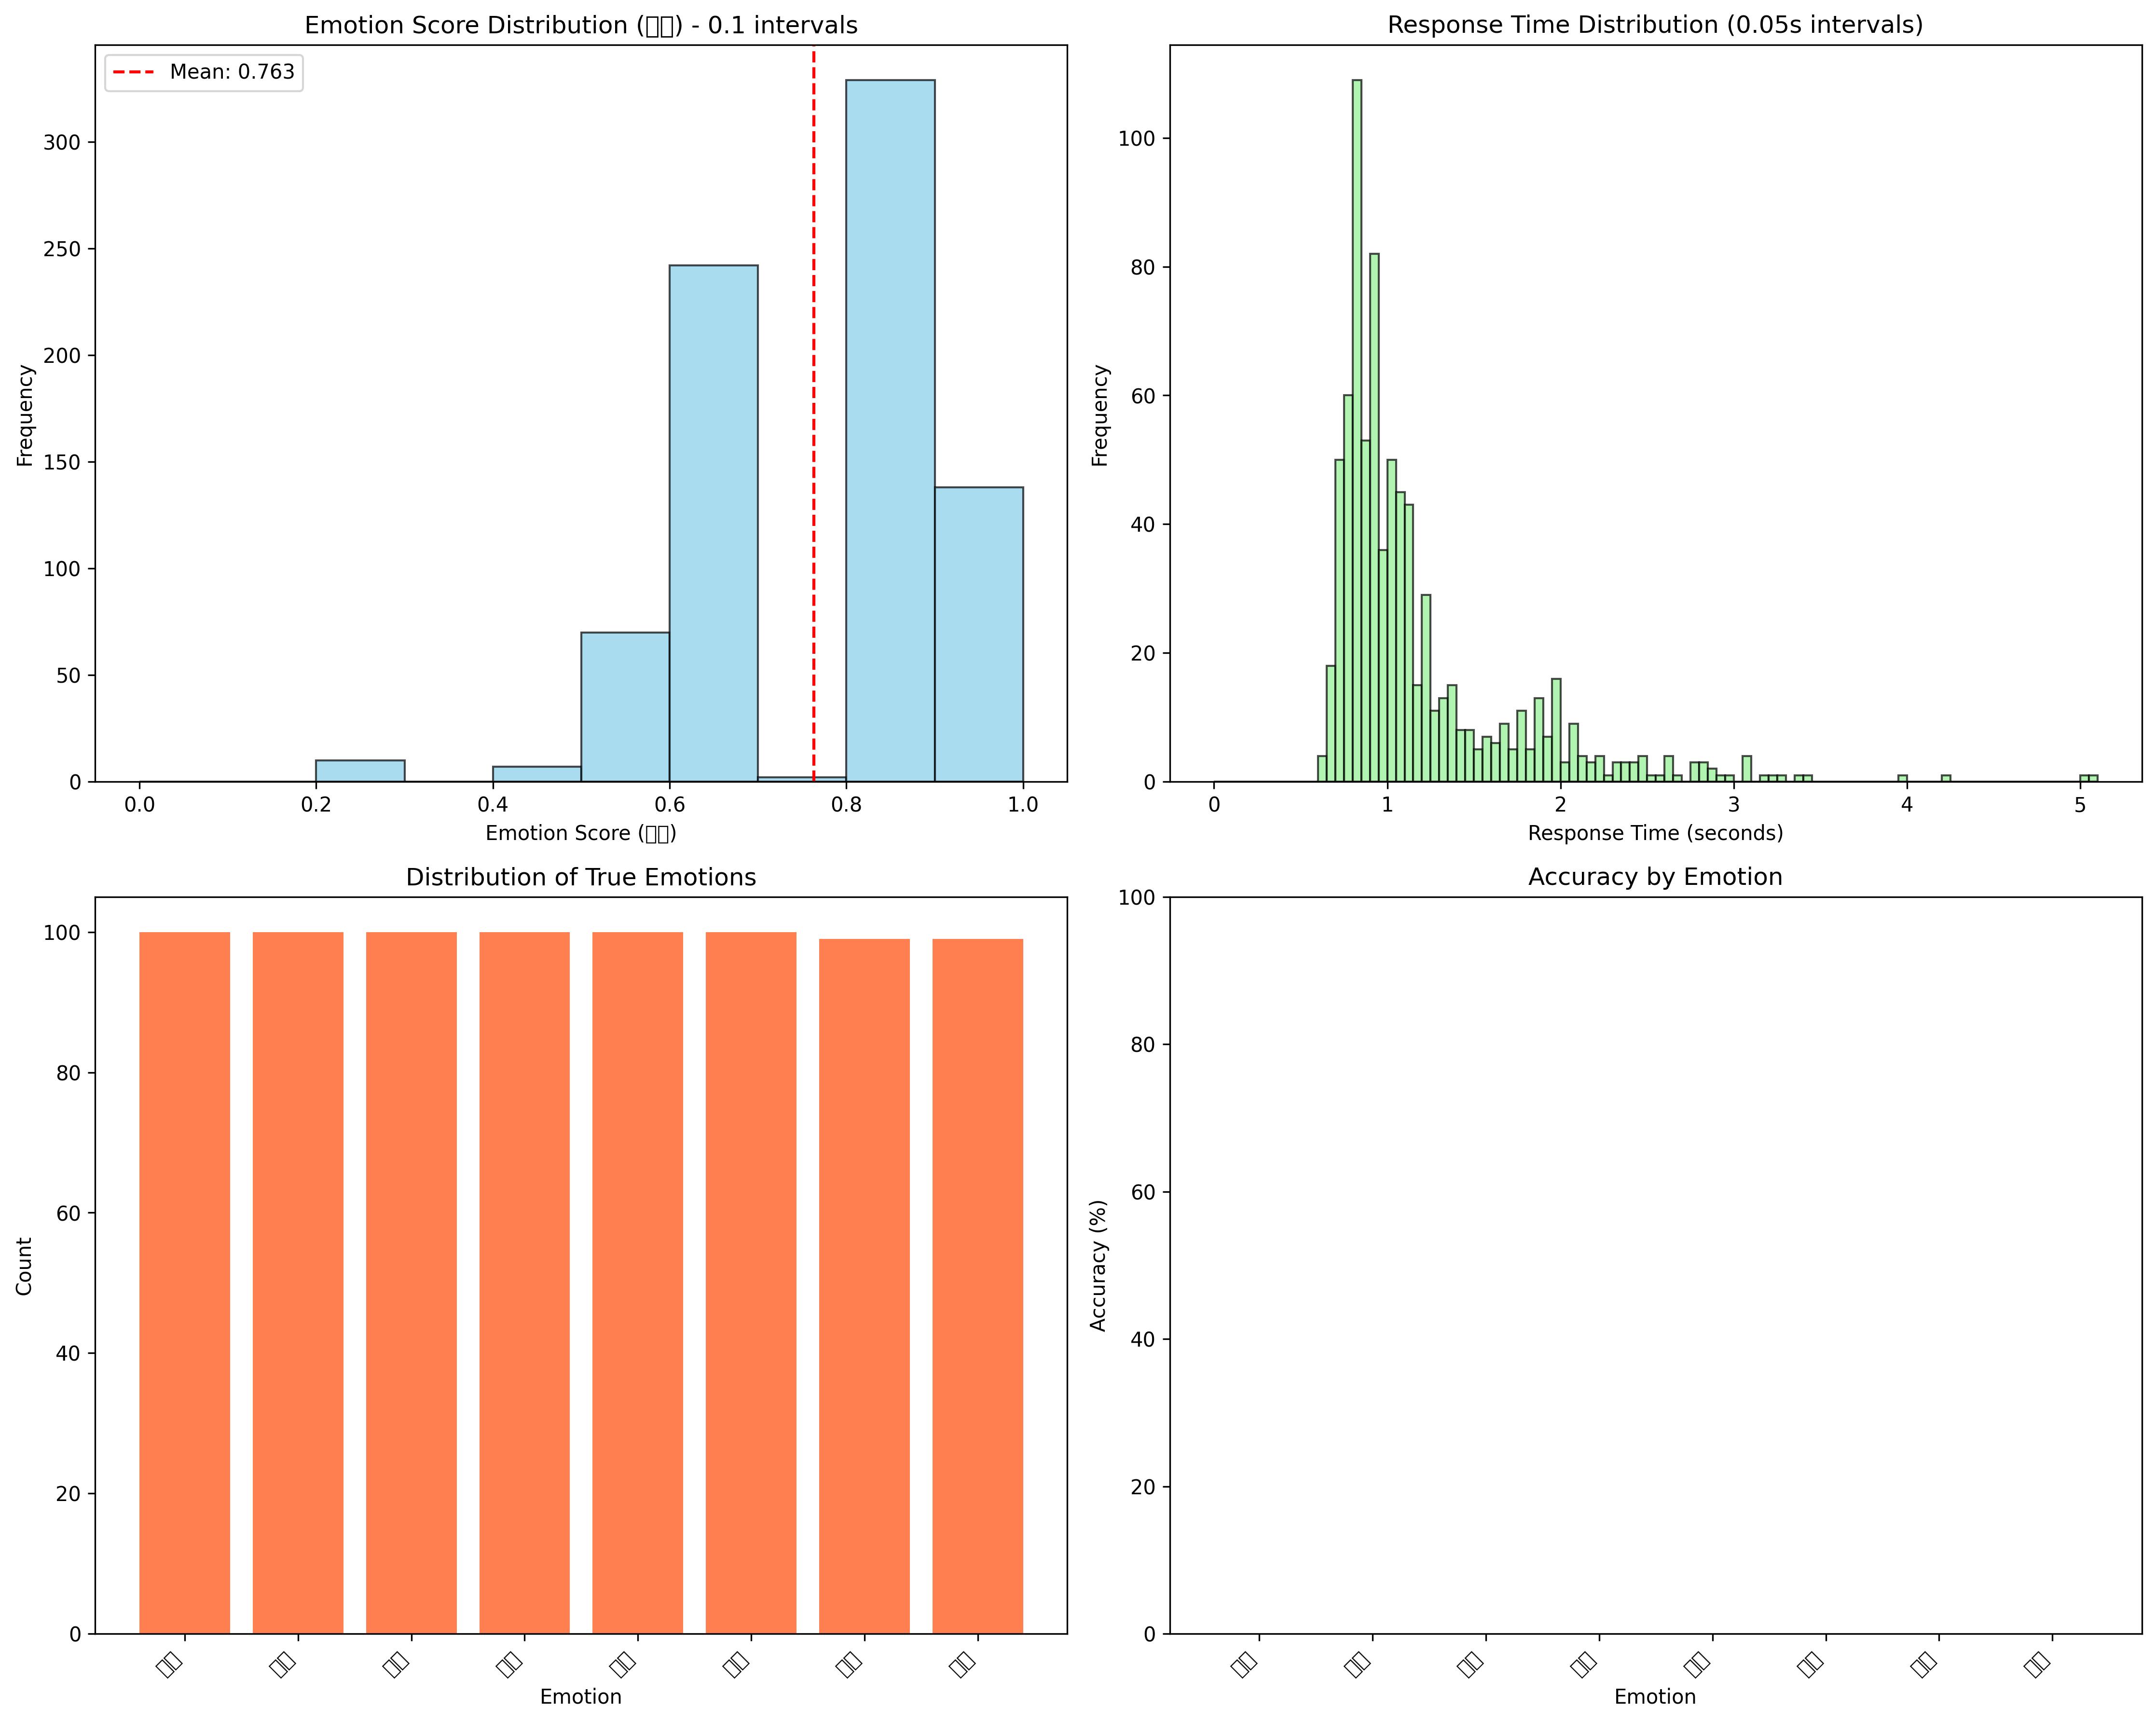 Emotion Score Distribution (▯▯) - 0.1 intervals
Mean: 0.763
Frequency
300
250
200
150
100
50
0
0.0 0.2 0.4 0.6 0.8 1.0
Emotion Score (▯▯)
Response Time Distribution (0.05s intervals)
Frequency
100
80
60
40
20
0
0 1 2 3 4 5
Response Time (seconds)
Distribution of True Emotions
Count
100
80
60
40
20
0
▯▯ ▯▯ ▯▯ ▯▯ ▯▯ ▯▯ ▯▯ ▯▯
Emotion
Accuracy by Emotion
Accuracy (%)
100
80
60
40
20
0
▯▯ ▯▯ ▯▯ ▯▯ ▯▯ ▯▯ ▯▯ ▯▯
Emotion